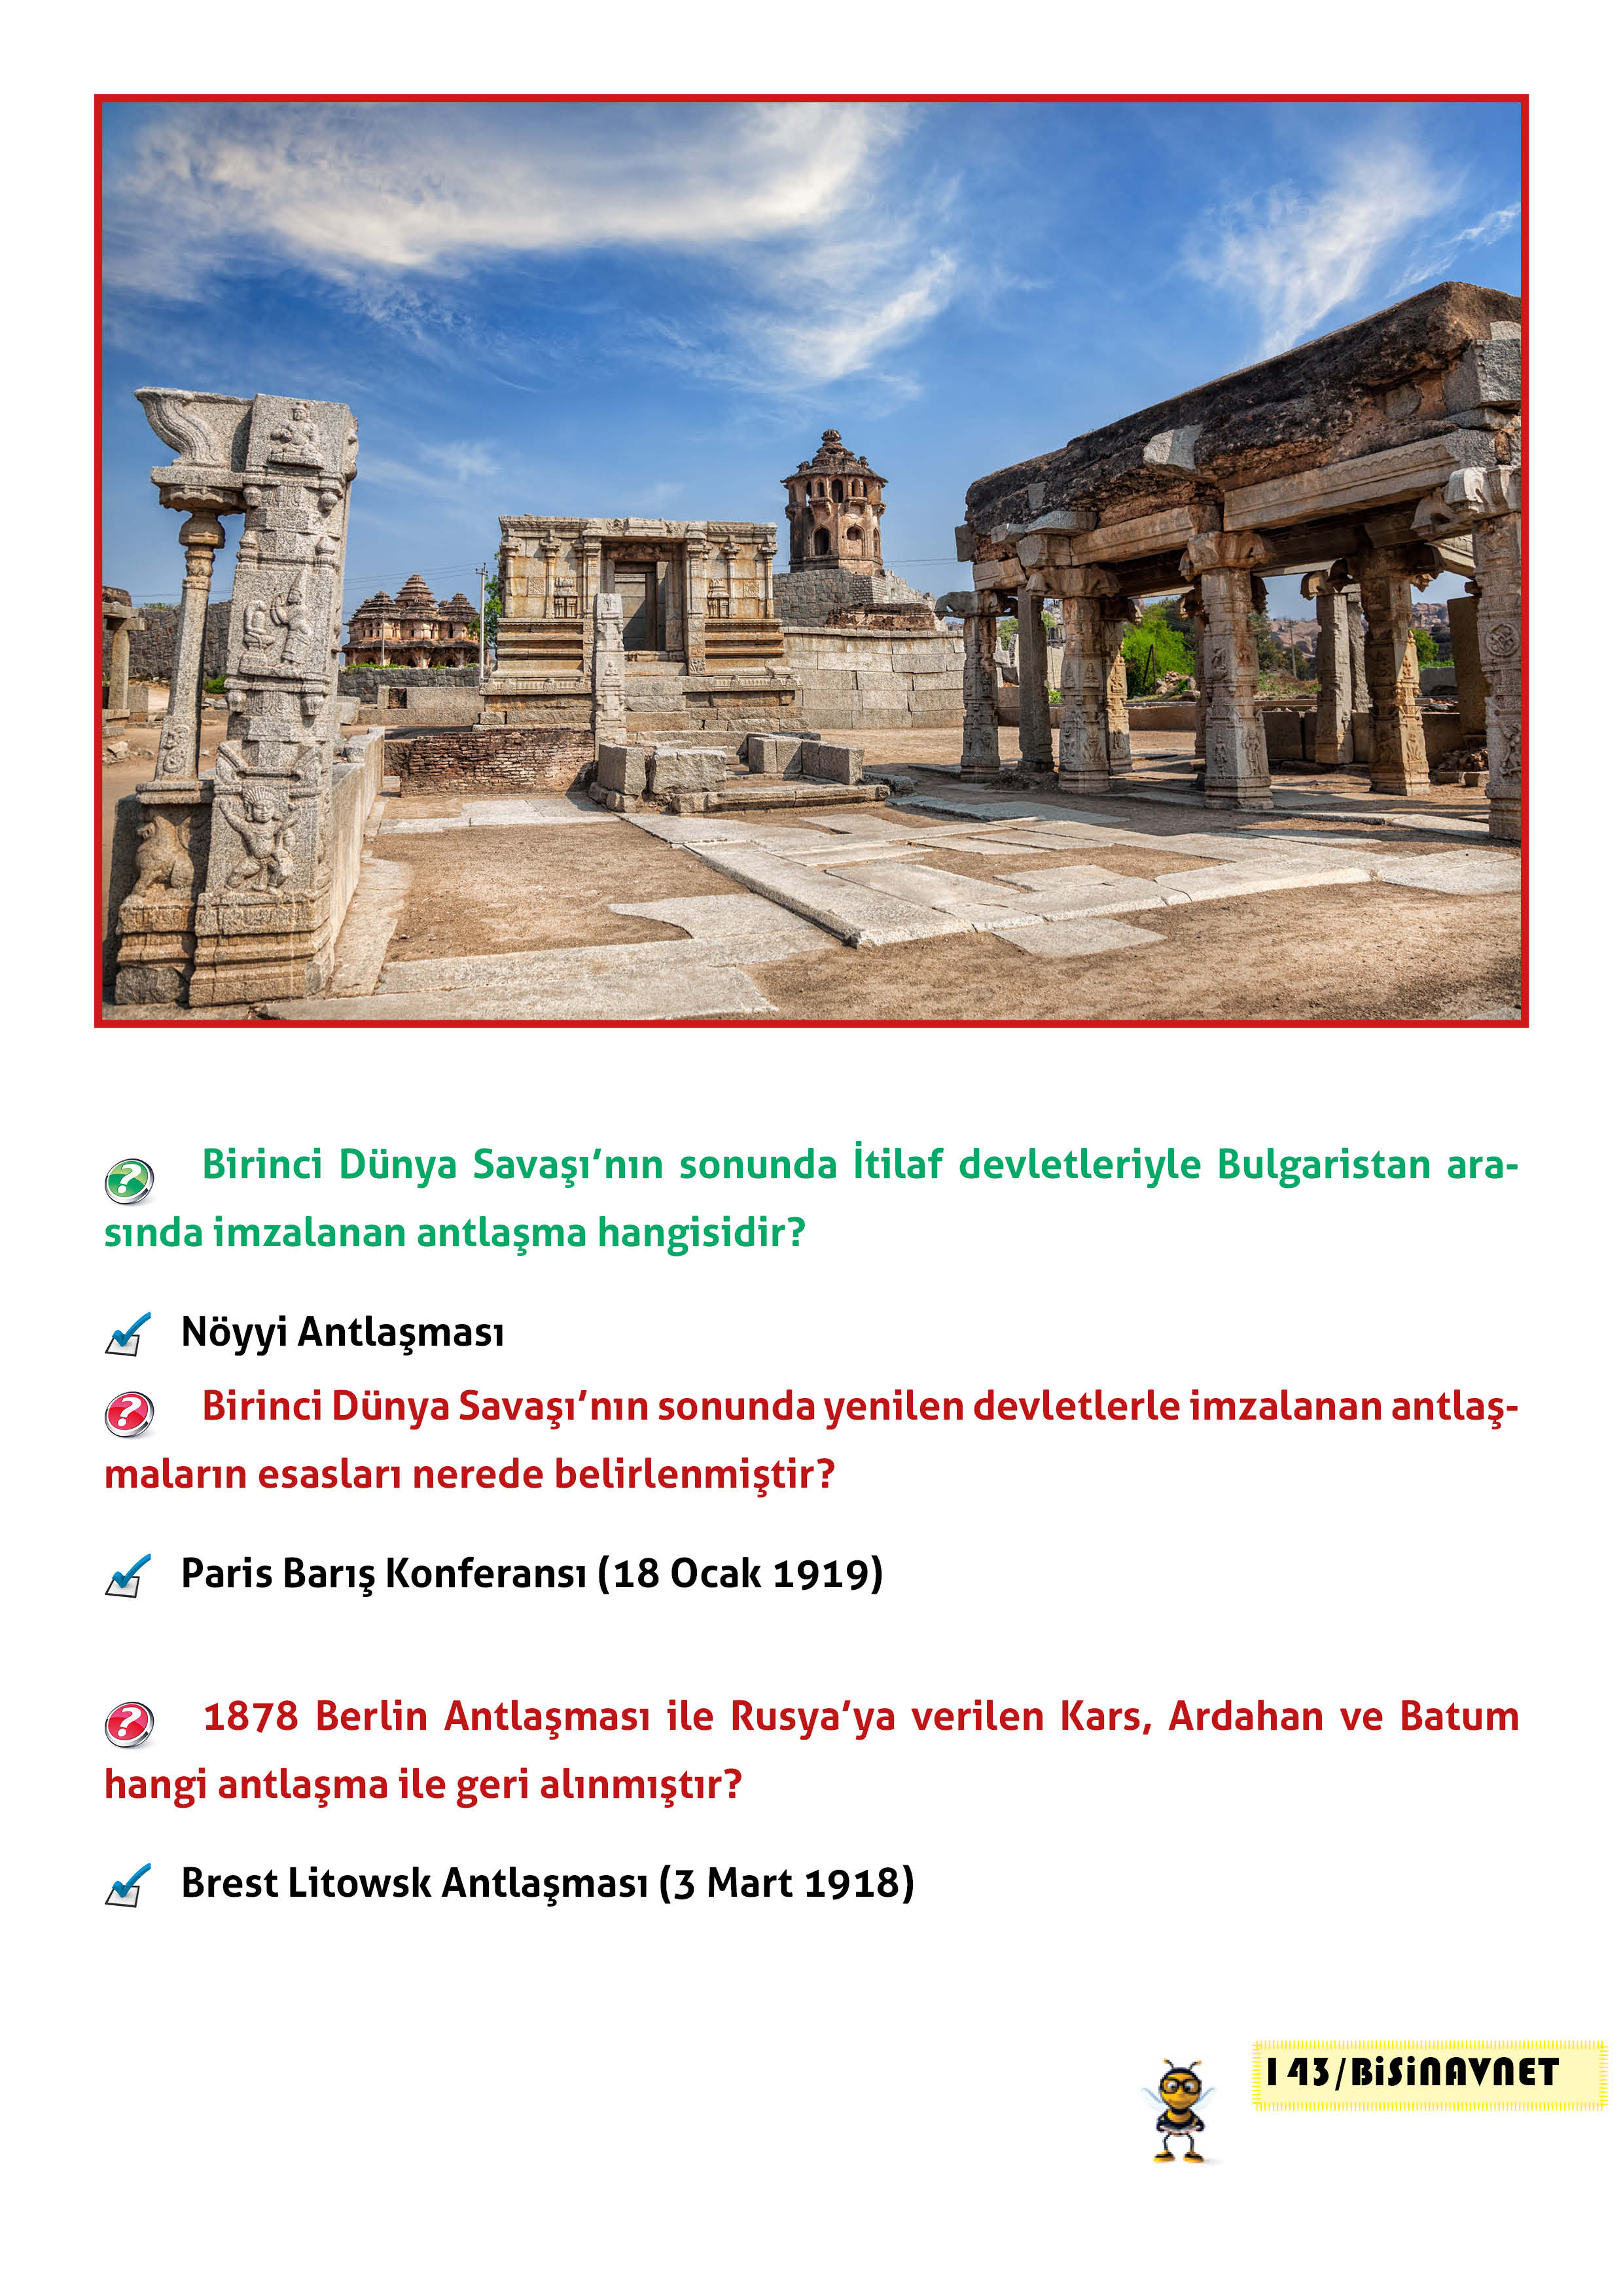 Birinci Dünya Savaşı’nın sonunda İtilaf devletleriyle Bulgaristan ara-
sında imzalanan antlaşma hangisidir?
Nöyyi Antlaşması
Birinci Dünya Savaşı’nın sonunda yenilen devletlerle imzalanan antlaş-
maların esasları nerede belirlenmiştir?
Paris Barış Konferansı (18 Ocak 1919)
1878 Berlin Antlaşması ile Rusya’ya verilen Kars, Ardahan ve Batum
hangi antlaşma ile geri alınmıştır?
Brest Litowsk Antlaşması (3 Mart 1918)
143/BiSiNAVNET